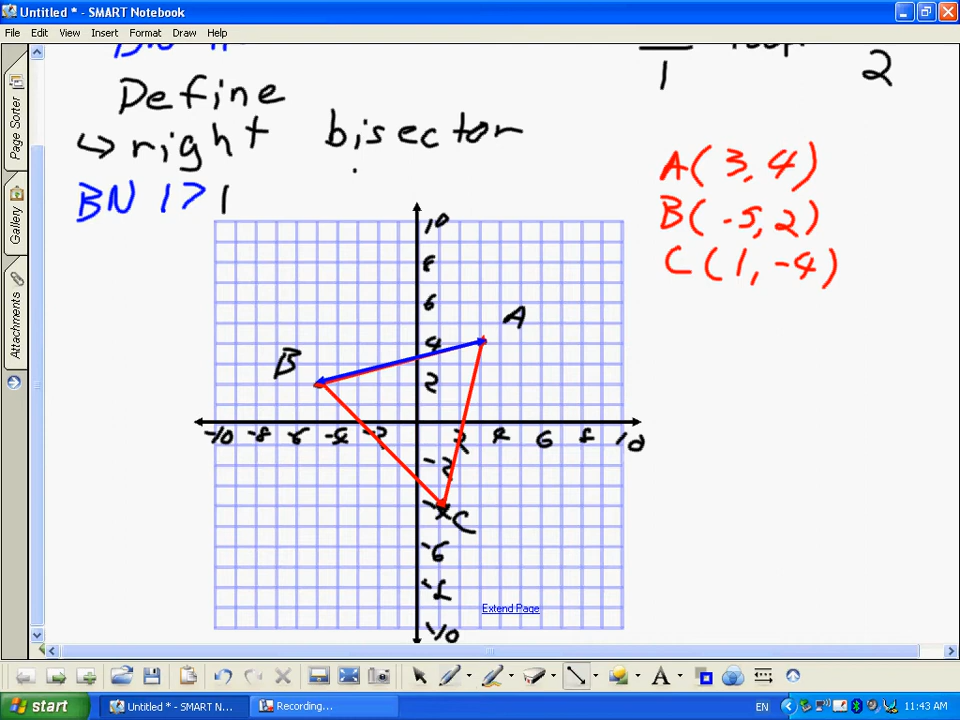 Untitled * - SMART Notebook
File Edit View Insert Format Draw Help
Page Sorter
Gallery
Attachments
1
2
Define
↳ right bisector
BN 1> 1
A( 3, 4)
B( -5, 2)
C( 1, -4)
10
8
6
4
2
A
B
-10 -8 -6 -4 -2 2 4 6 8 10
-2
-4 C
-6
-8
-10
Extend Page
start
Untitled * - SMART N...
Recording...
EN
11:43 AM